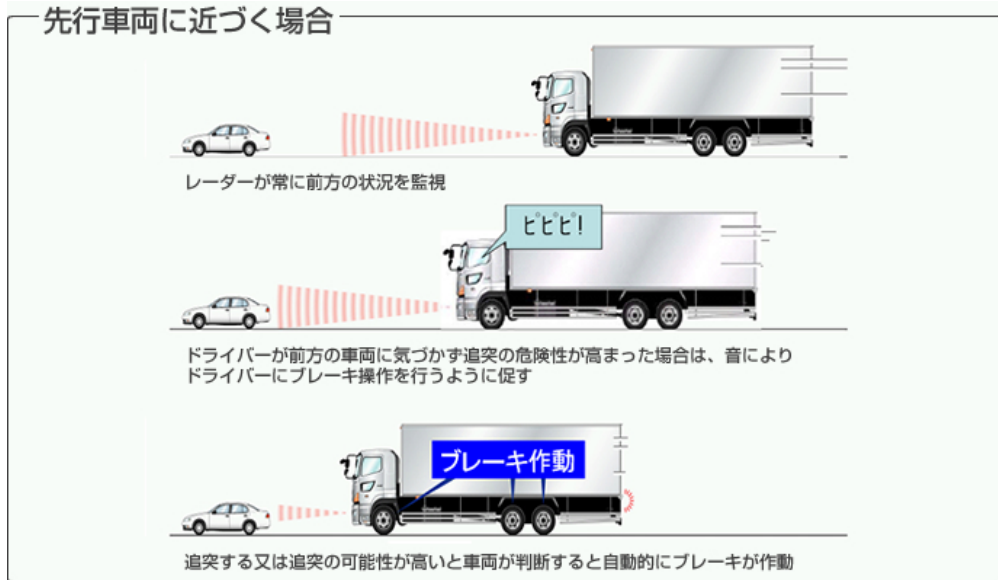 先行車両に近づく場合
レーダーが常に前方の状況を監視
ピピピ!
ドライバーが前方の車両に気づかず追突の危険性が高まった場合は、音により
ドライバーにブレーキ操作を行うように促す
ブレーキ作動
追突する又は追突の可能性が高いと車両が判断すると自動的にブレーキが作動